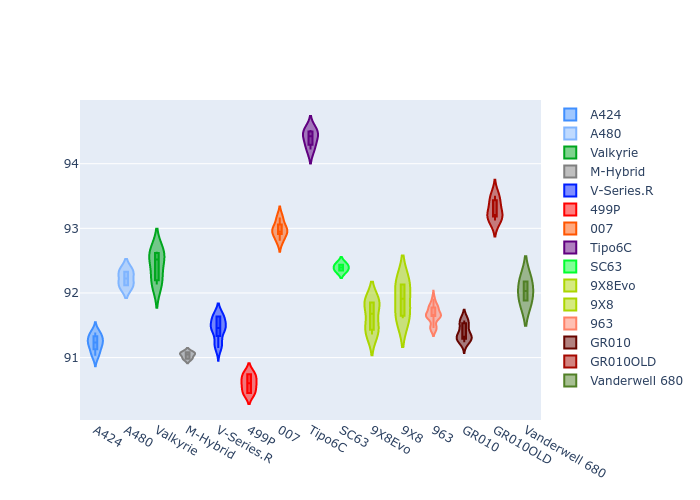 94
93
92
91
A424
A480
Valkyrie
M-Hybrid
V-Series.R
499P
007
Tipo6C
SC63
9X8Evo
9X8
963
GR010
GR010OLD
Vanderwell 680
A424
A480
Valkyrie
M-Hybrid
V-Series.R
499P
007
Tipo6C
SC63
9X8Evo
9X8
963
GR010
GR010OLD
Vanderwell 680